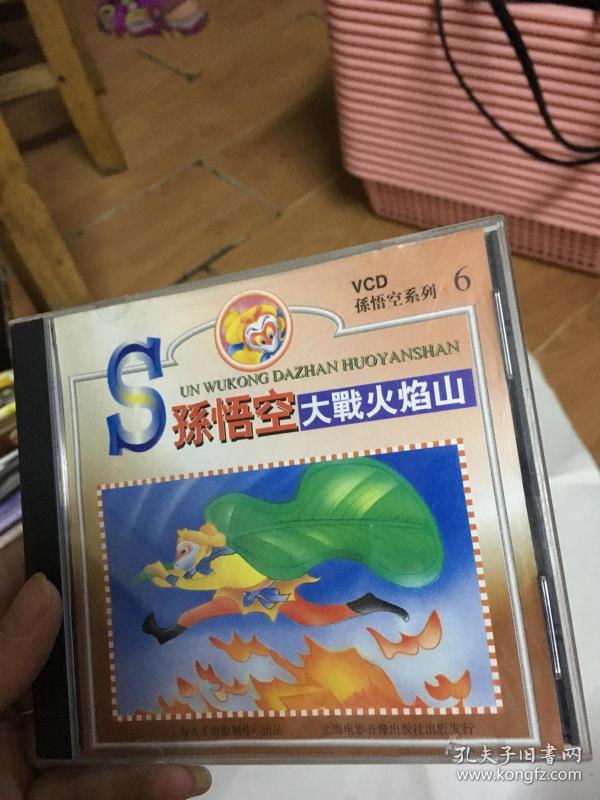 VCD
孫悟空系列 6
SUN WUKONG DAZHAN HUOYANSHAN
孫悟空 大戰火焰山
上海美术电影制片厂出品 上海电影音像出版社出版发行
孔夫子旧书网
www.kongfz.com